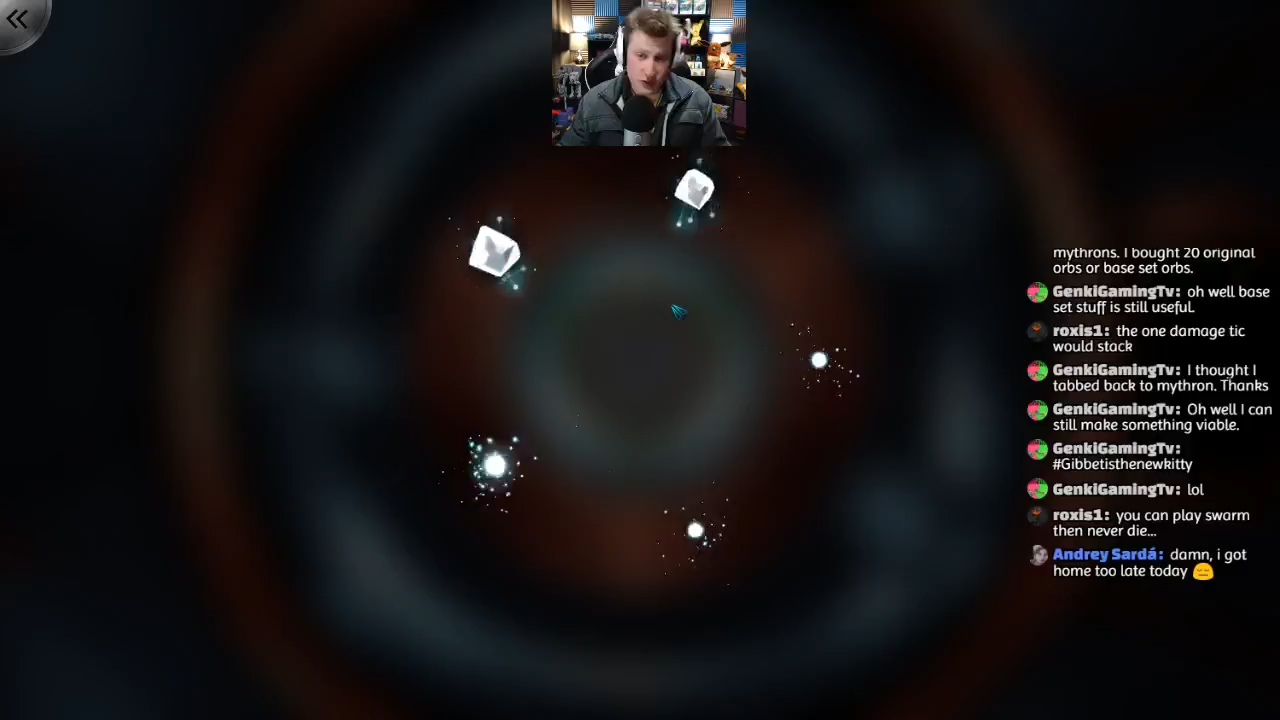 mythrons. I bought 20 original
orbs or base set orbs.
GenkiGamingTv: oh well base
set stuff is still useful.
roxis1: the one damage tic
would stack
GenkiGamingTv: I thought I
tabbed back to mythron. Thanks
GenkiGamingTv: Oh well I can
still make something viable.
GenkiGamingTv:
#Gibbetisthenewkitty
GenkiGamingTv: lol
roxis1: you can play swarm
then never die...
Andrey Sardá: damn, i got
home too late today